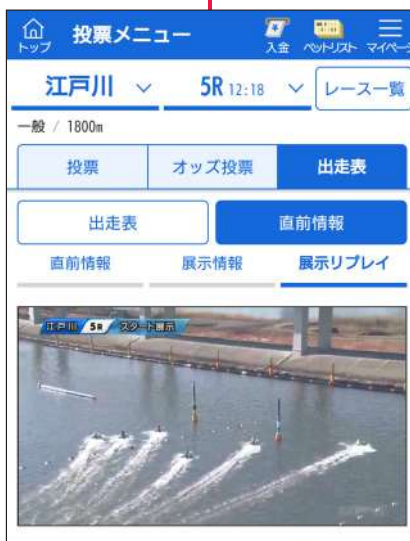 投票メニュー
トップ
入金
ベットリスト
マイページ
江戸川
5R 12:18
レース一覧
一般 / 1800m
投票
オッズ投票
出走表
出走表
直前情報
直前情報
展示情報
展示リプレイ
江戸川 5R スタート展示